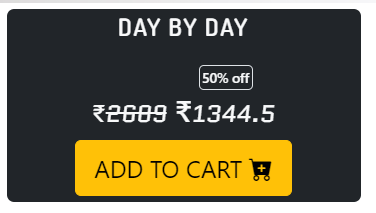 DAY BY DAY
50% off
₹2689 ₹1344.5
ADD TO CART